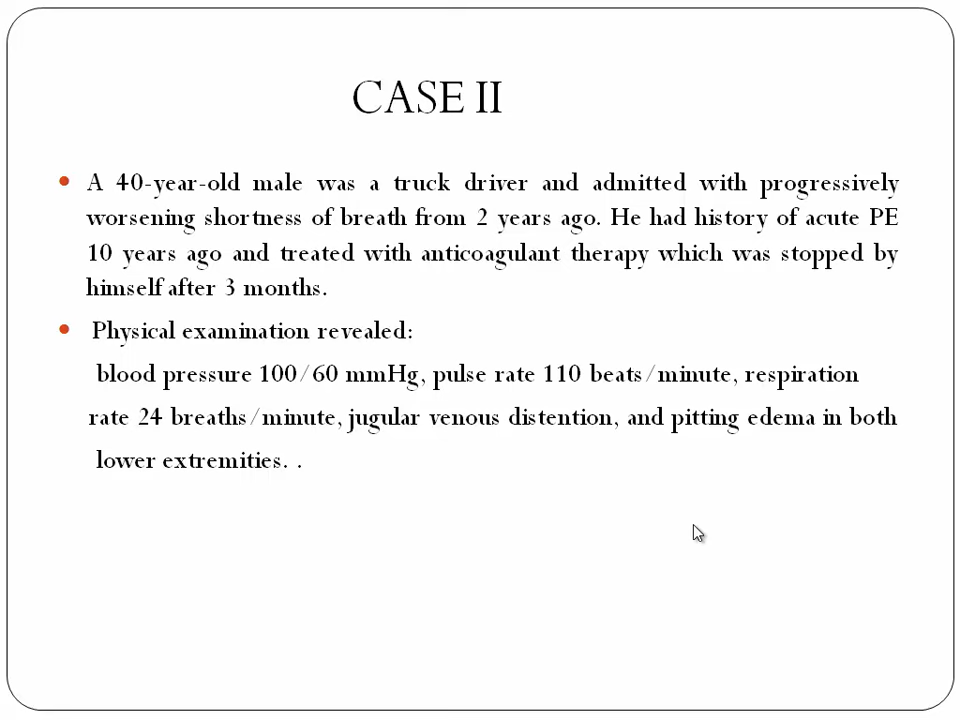 CASE II
• A 40-year-old male was a truck driver and admitted with progressively
worsening shortness of breath from 2 years ago. He had history of acute PE
10 years ago and treated with anticoagulant therapy which was stopped by
himself after 3 months.
• Physical examination revealed:
blood pressure 100/60 mmHg, pulse rate 110 beats/minute, respiration
rate 24 breaths/minute, jugular venous distention, and pitting edema in both
lower extremities. .